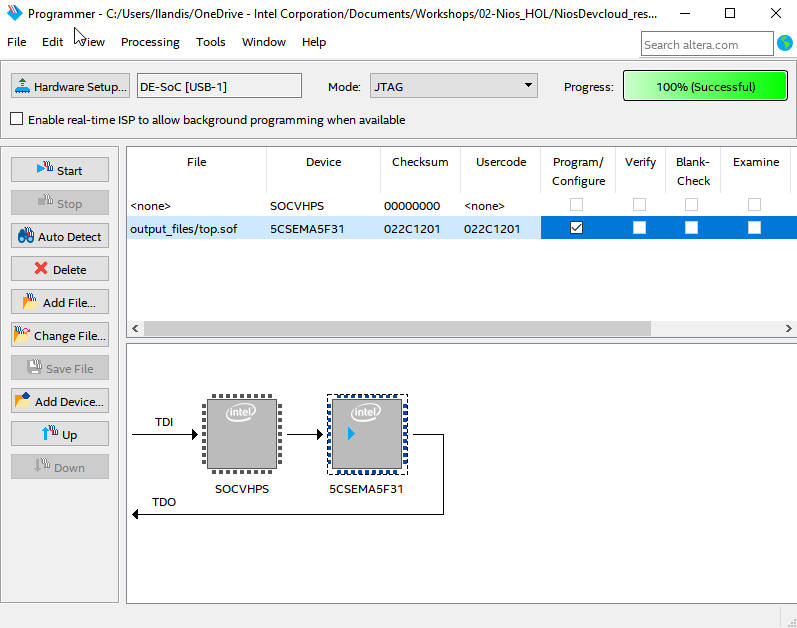 Programmer - C:/Users/llandis/OneDrive - Intel Corporation/Documents/Workshops/02-Nios_HOL/NiosDevcloud_res...
File Edit View Processing Tools Window Help
Search altera.com
Hardware Setup... DE-SoC [USB-1] Mode: JTAG Progress: 100% (Successful)
Enable real-time ISP to allow background programming when available
Start
Stop
Auto Detect
Delete
Add File...
Change File...
Save File
Add Device...
Up
Down
File Device Checksum Usercode Program/ Verify Blank- Examine
Configure Check
<none> SOCVHPS 00000000 <none>
output_files/top.sof 5CSEMA5F31 022C1201 022C1201
intel intel
TDI
SOCVHPS 5CSEMA5F31
TDO